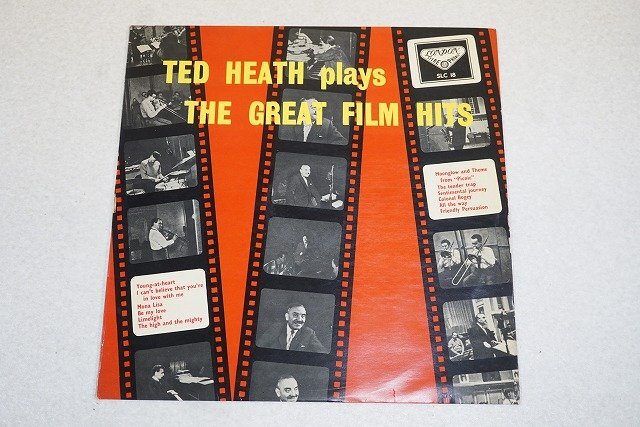 TED HEATH plays
THE GREAT FILM HITS
LONDON
SLC 18
Moonglow and Theme
from "Picnic"
The tender trap
Sentimental journey
Colonel Bogey
All the way
Friendly Persuasion
Young-at-heart
I can't believe that you're
in love with me
Mona Lisa
Be my love
Limelight
The high and the mighty